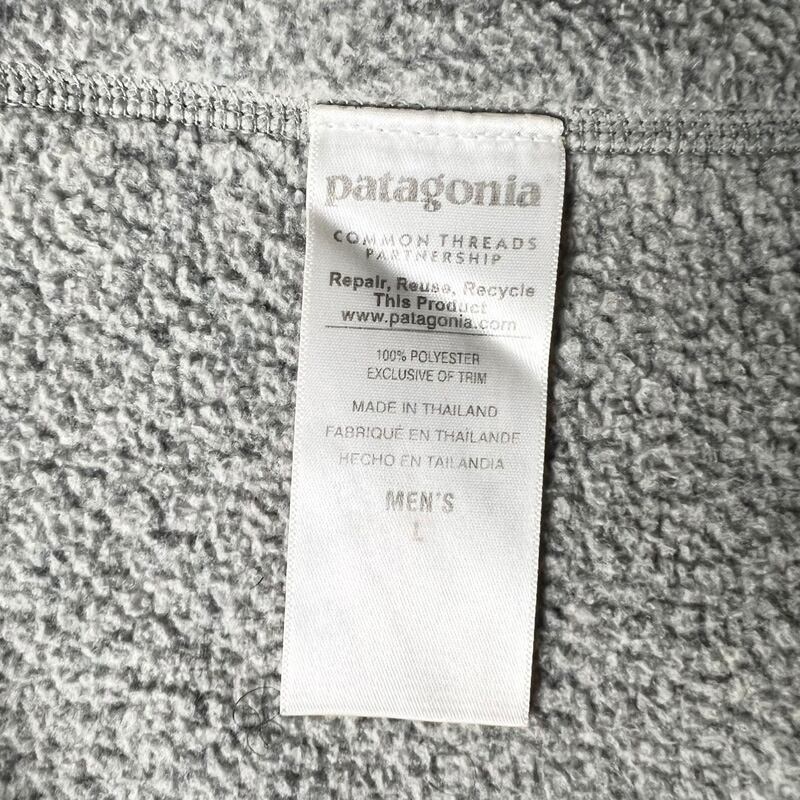 patagonia
COMMON THREADS
PARTNERSHIP
Repair, Reuse, Recycle
This Product
www.patagonia.com
100% POLYESTER
EXCLUSIVE OF TRIM
MADE IN THAILAND
FABRIQUÉ EN THAÏLANDE
HECHO EN TAILANDIA
MEN'S
L